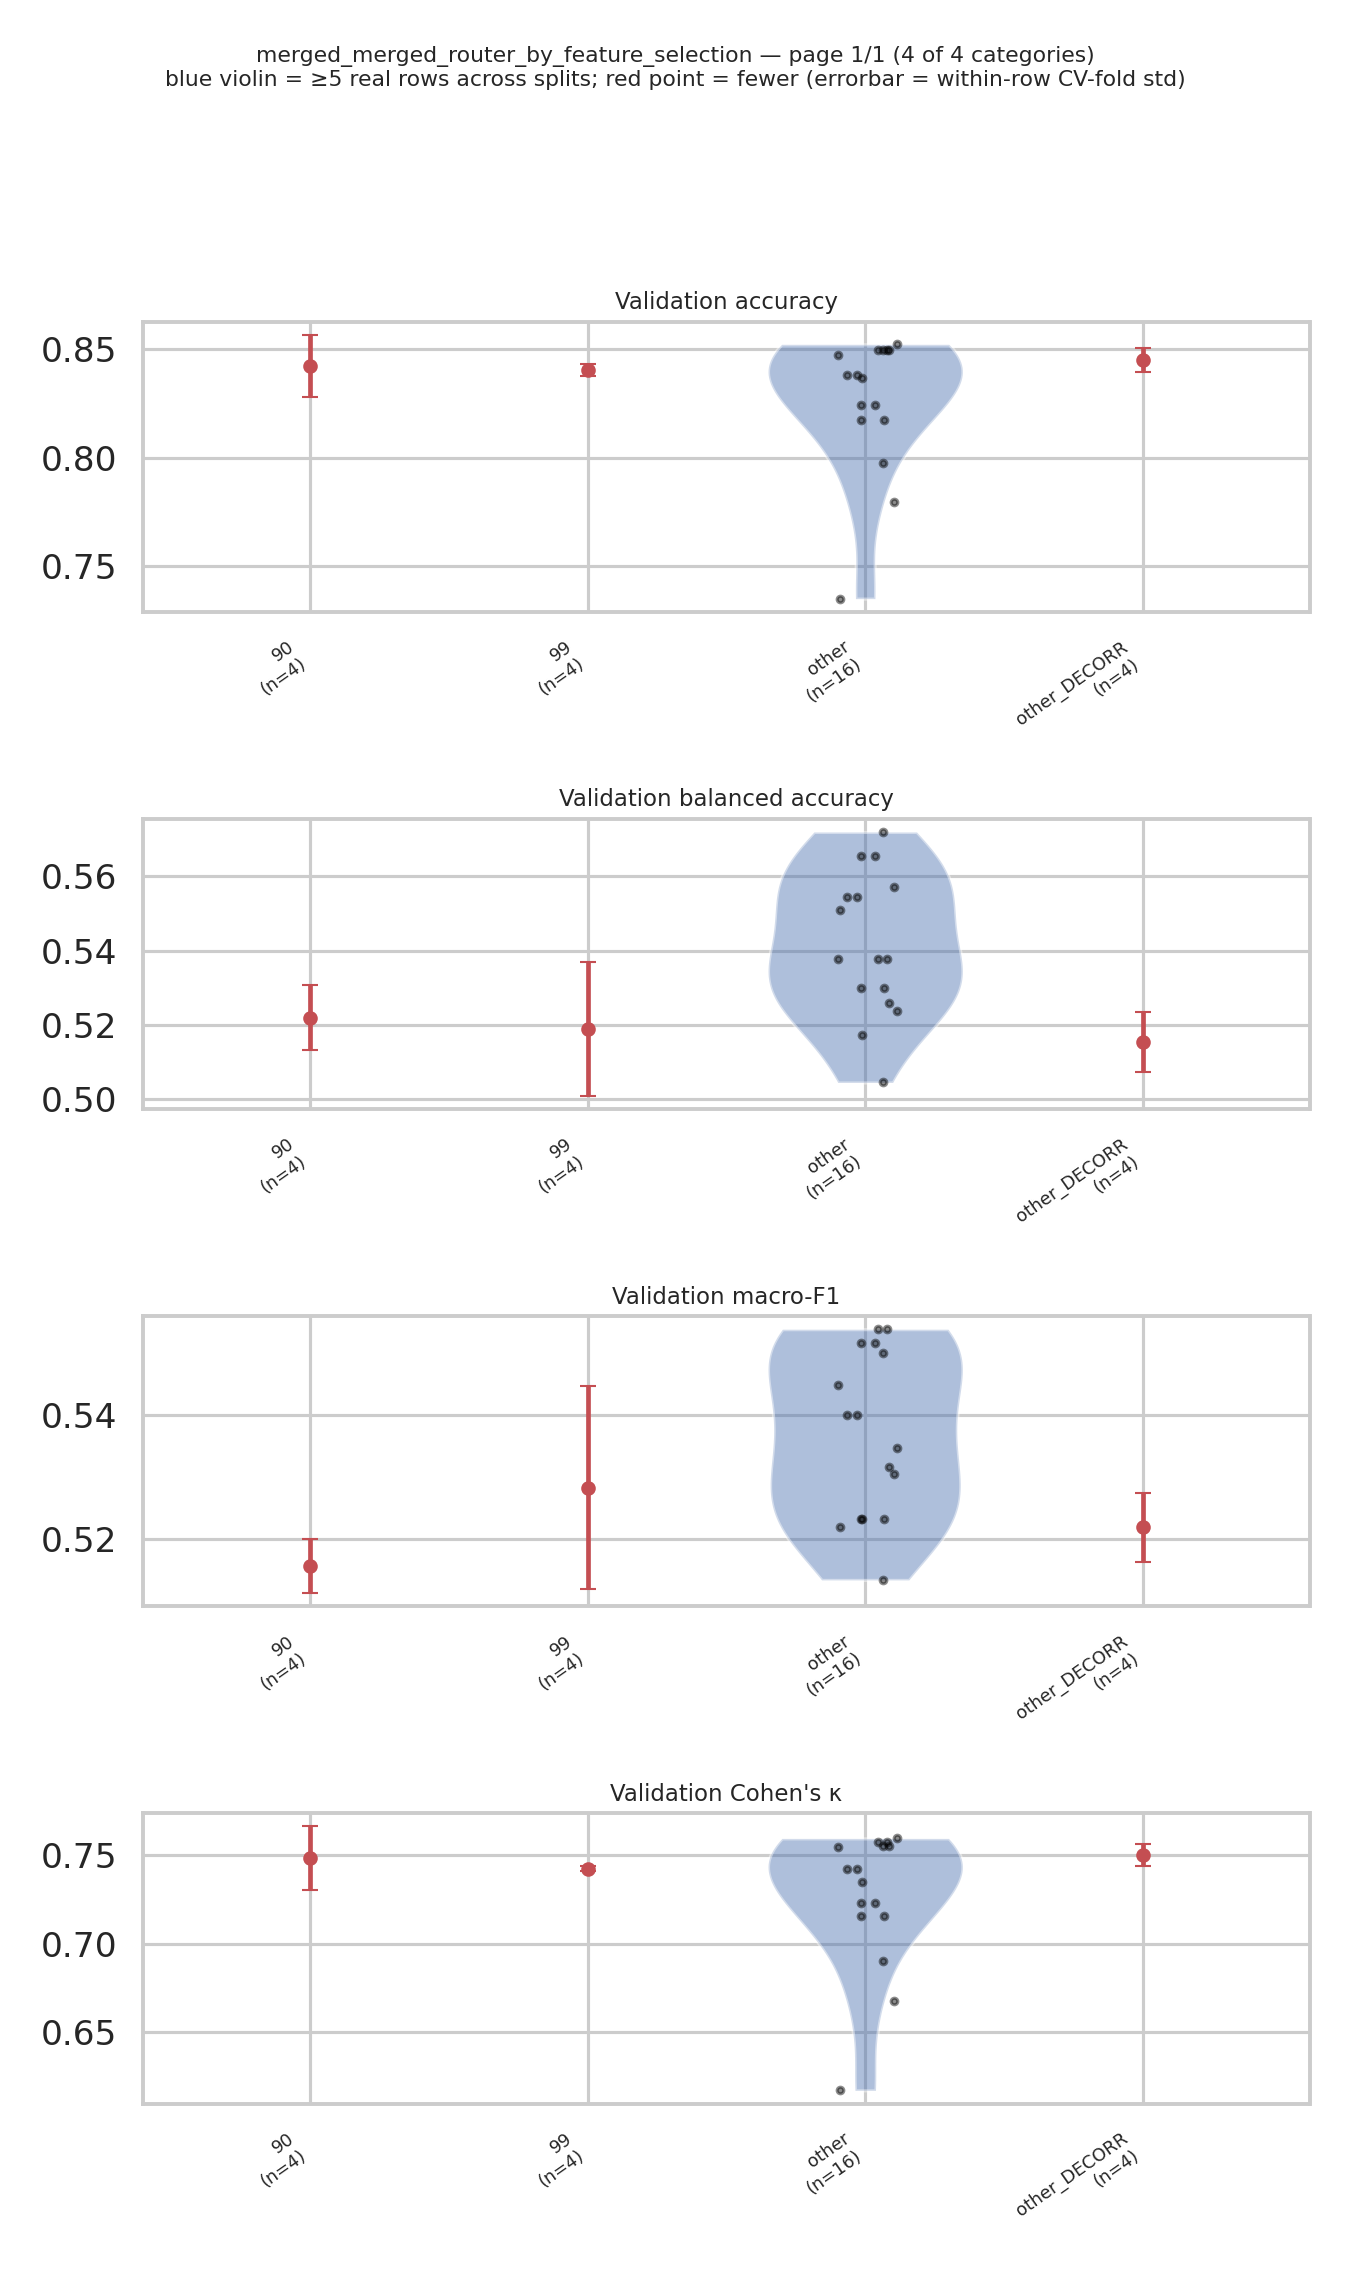 merged_merged_router_by_feature_selection — page 1/1 (4 of 4 categories)
blue violin = ≥5 real rows across splits; red point = fewer (errorbar = within-row CV-fold std)
Validation accuracy
0.85
0.80
0.75
90
(n=4)
99
(n=4)
other
(n=16)
other_DECORR
(n=4)
Validation balanced accuracy
0.56
0.54
0.52
0.50
90
(n=4)
99
(n=4)
other
(n=16)
other_DECORR
(n=4)
Validation macro-F1
0.54
0.52
90
(n=4)
99
(n=4)
other
(n=16)
other_DECORR
(n=4)
Validation Cohen's κ
0.75
0.70
0.65
90
(n=4)
99
(n=4)
other
(n=16)
other_DECORR
(n=4)